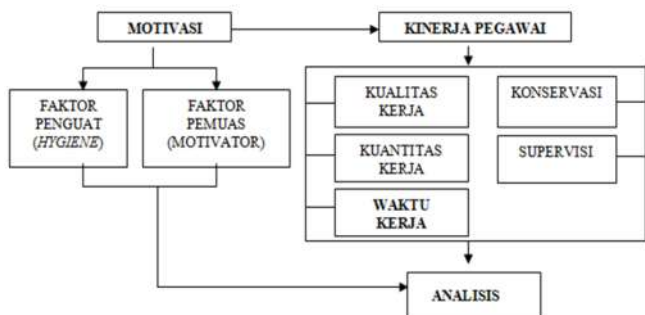 MOTIVASI
KINERJA PEGAWAI
FAKTOR
PENGUAT
(HYGIENE)
FAKTOR
PEMUAS
(MOTIVATOR)
KUALITAS
KERJA
KONSERVASI
KUANTITAS
KERJA
SUPERVISI
WAKTU
KERJA
ANALISIS